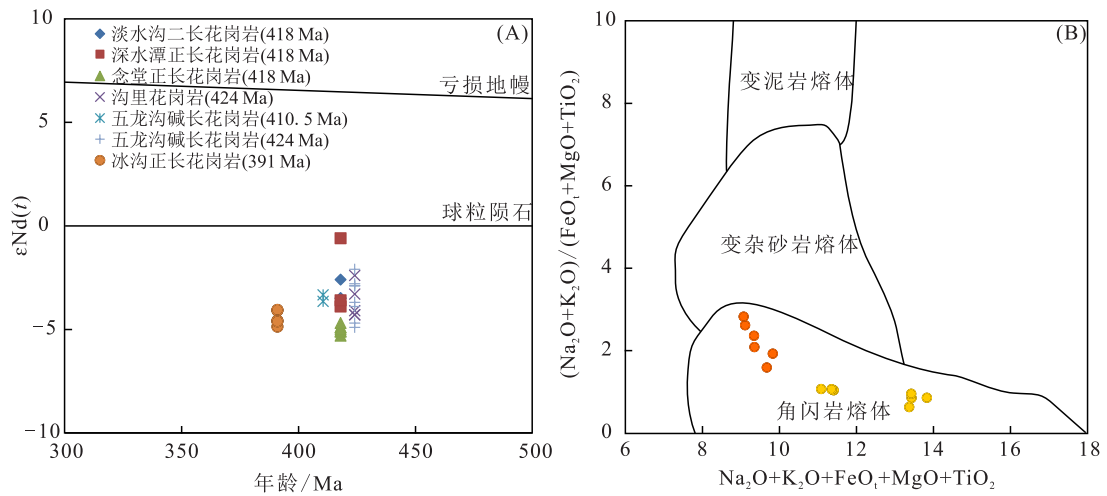 (A)
淡水沟二长花岗岩(418 Ma)
深水潭正长花岗岩(418 Ma)
念堂正长花岗岩(418 Ma)
沟里花岗岩(424 Ma)
五龙沟碱长花岗岩(410.5 Ma)
五龙沟碱长花岗岩(424 Ma)
冰沟正长花岗岩(391 Ma)
亏损地幔
球粒陨石
10
5
0
−5
−10
εNd(t)
300
350
400
450
500
年龄/Ma
(B)
变泥岩熔体
变杂砂岩熔体
角闪岩熔体
10
8
6
4
2
0
(Na₂O+K₂O)/(FeOₜ+MgO+TiO₂)
6
8
10
12
14
16
18
Na₂O+K₂O+FeOₜ+MgO+TiO₂